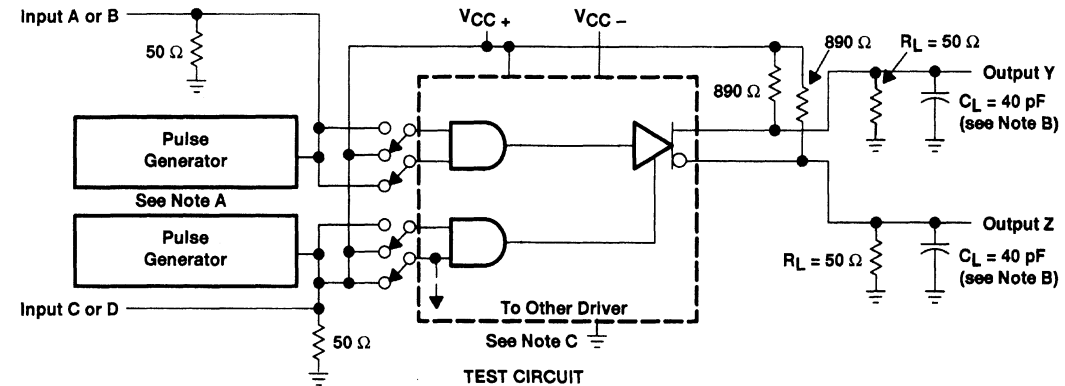 Input A or B
50 Ω
VCC +
VCC –
890 Ω
RL = 50 Ω
890 Ω
Output Y
CL = 40 pF
(see Note B)
Pulse
Generator
See Note A
Pulse
Generator
Output Z
RL = 50 Ω
CL = 40 pF
(see Note B)
Input C or D
To Other Driver
50 Ω
See Note C
TEST CIRCUIT